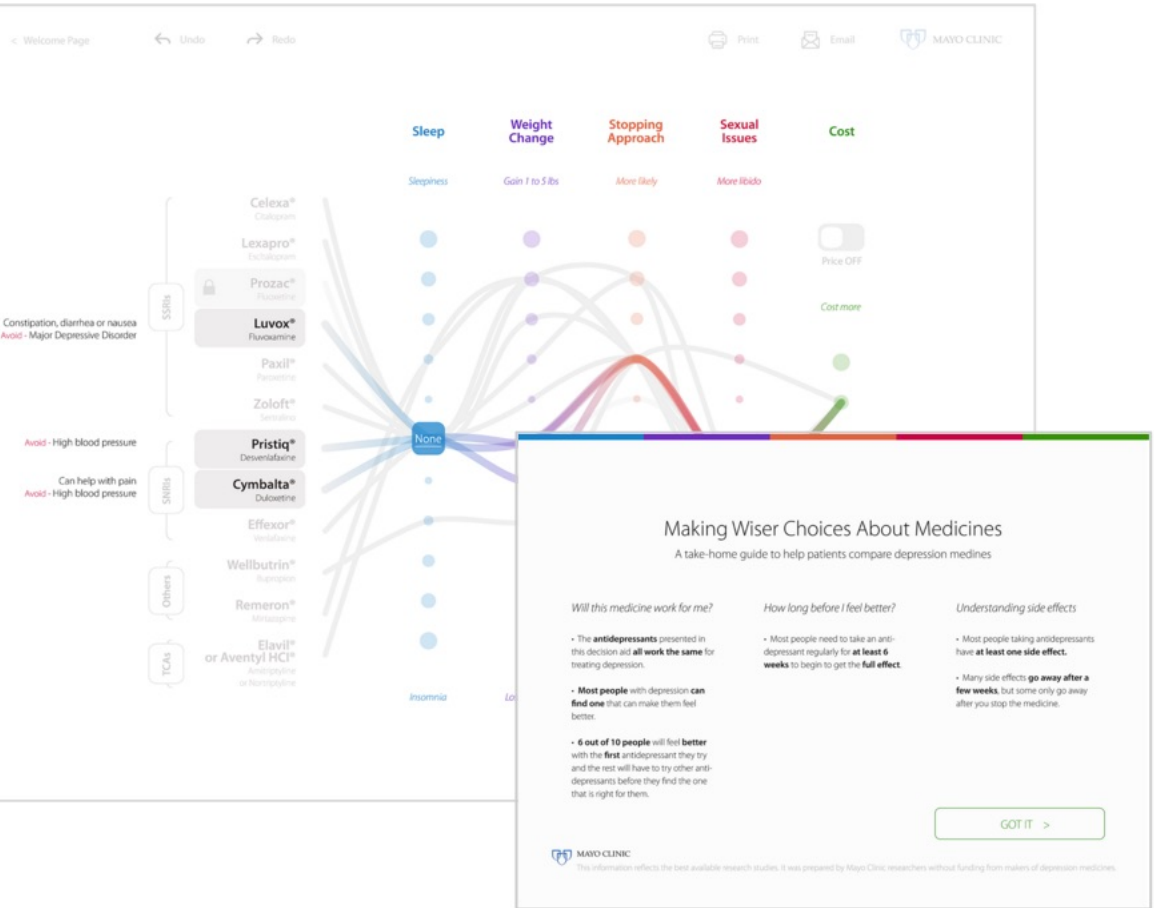 < Welcome Page
Undo
Redo
Print
Email
MAYO CLINIC
Sleep
Weight
Change
Stopping
Approach
Sexual
Issues
Cost
Sleepiness
Gain 1 to 5 lbs
More likely
More libido
Price OFF
Cost more
SSRIs
Celexa®
Citalopram
Lexapro®
Escitalopram
Prozac®
Fluoxetine
Constipation, diarrhea or nausea
Avoid - Major Depressive Disorder
Luvox®
Fluvoxamine
Paxil®
Paroxetine
Zoloft®
Sertraline
SNRIs
Avoid - High blood pressure
Pristiq®
Desvenlafaxine
Can help with pain
Avoid - High blood pressure
Cymbalta®
Duloxetine
Effexor®
Venlafaxine
Others
Wellbutrin®
Bupropion
Remeron®
Mirtazapine
TCAs
Elavil®
or Aventyl HCl®
Amitriptyline
or Nortriptyline
None
Insomnia
Making Wiser Choices About Medicines
A take-home guide to help patients compare depression medines
Will this medicine work for me?
• The antidepressants presented in
this decision aid all work the same for
treating depression.
• Most people with depression can
find one that can make them feel
better.
• 6 out of 10 people will feel better
with the first antidepressant they try
and the rest will have to try other anti-
depressants before they find the one
that is right for them.
How long before I feel better?
• Most people need to take an anti-
depressant regularly for at least 6
weeks to begin to get the full effect.
Understanding side effects
• Most people taking antidepressants
have at least one side effect.
• Many side effects go away after a
few weeks, but some only go away
after you stop the medicine.
GOT IT >
MAYO CLINIC
This information reflects the best available research studies. It was prepared by Mayo Clinic researchers without funding from makers of depression medicines.